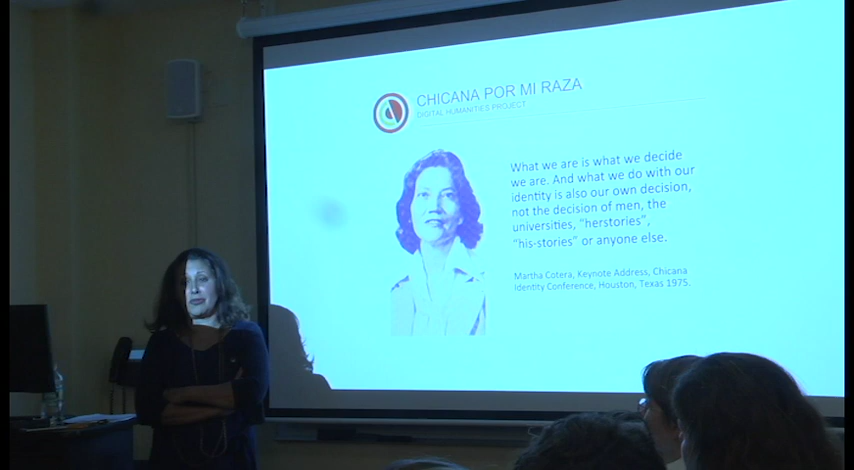 CHICANA POR MI RAZA
DIGITAL HUMANITIES PROJECT
What we are is what we decide
we are. And what we do with our
identity is also our own decision,
not the decision of men, the
universities, "herstories",
"his-stories" or anyone else.
Martha Cotera, Keynote Address, Chicana
Identity Conference, Houston, Texas 1975.